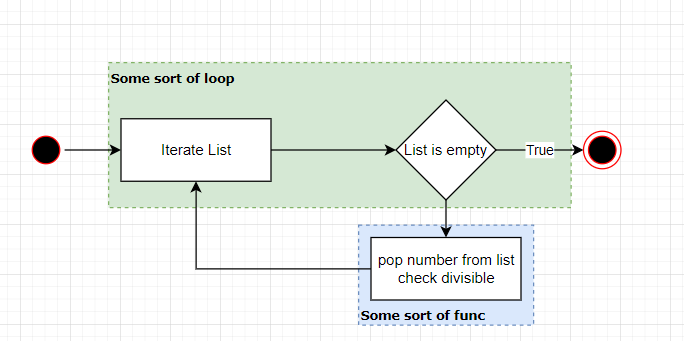 Some sort of loop
Iterate List
List is empty
True
pop number from list
check divisible
Some sort of func